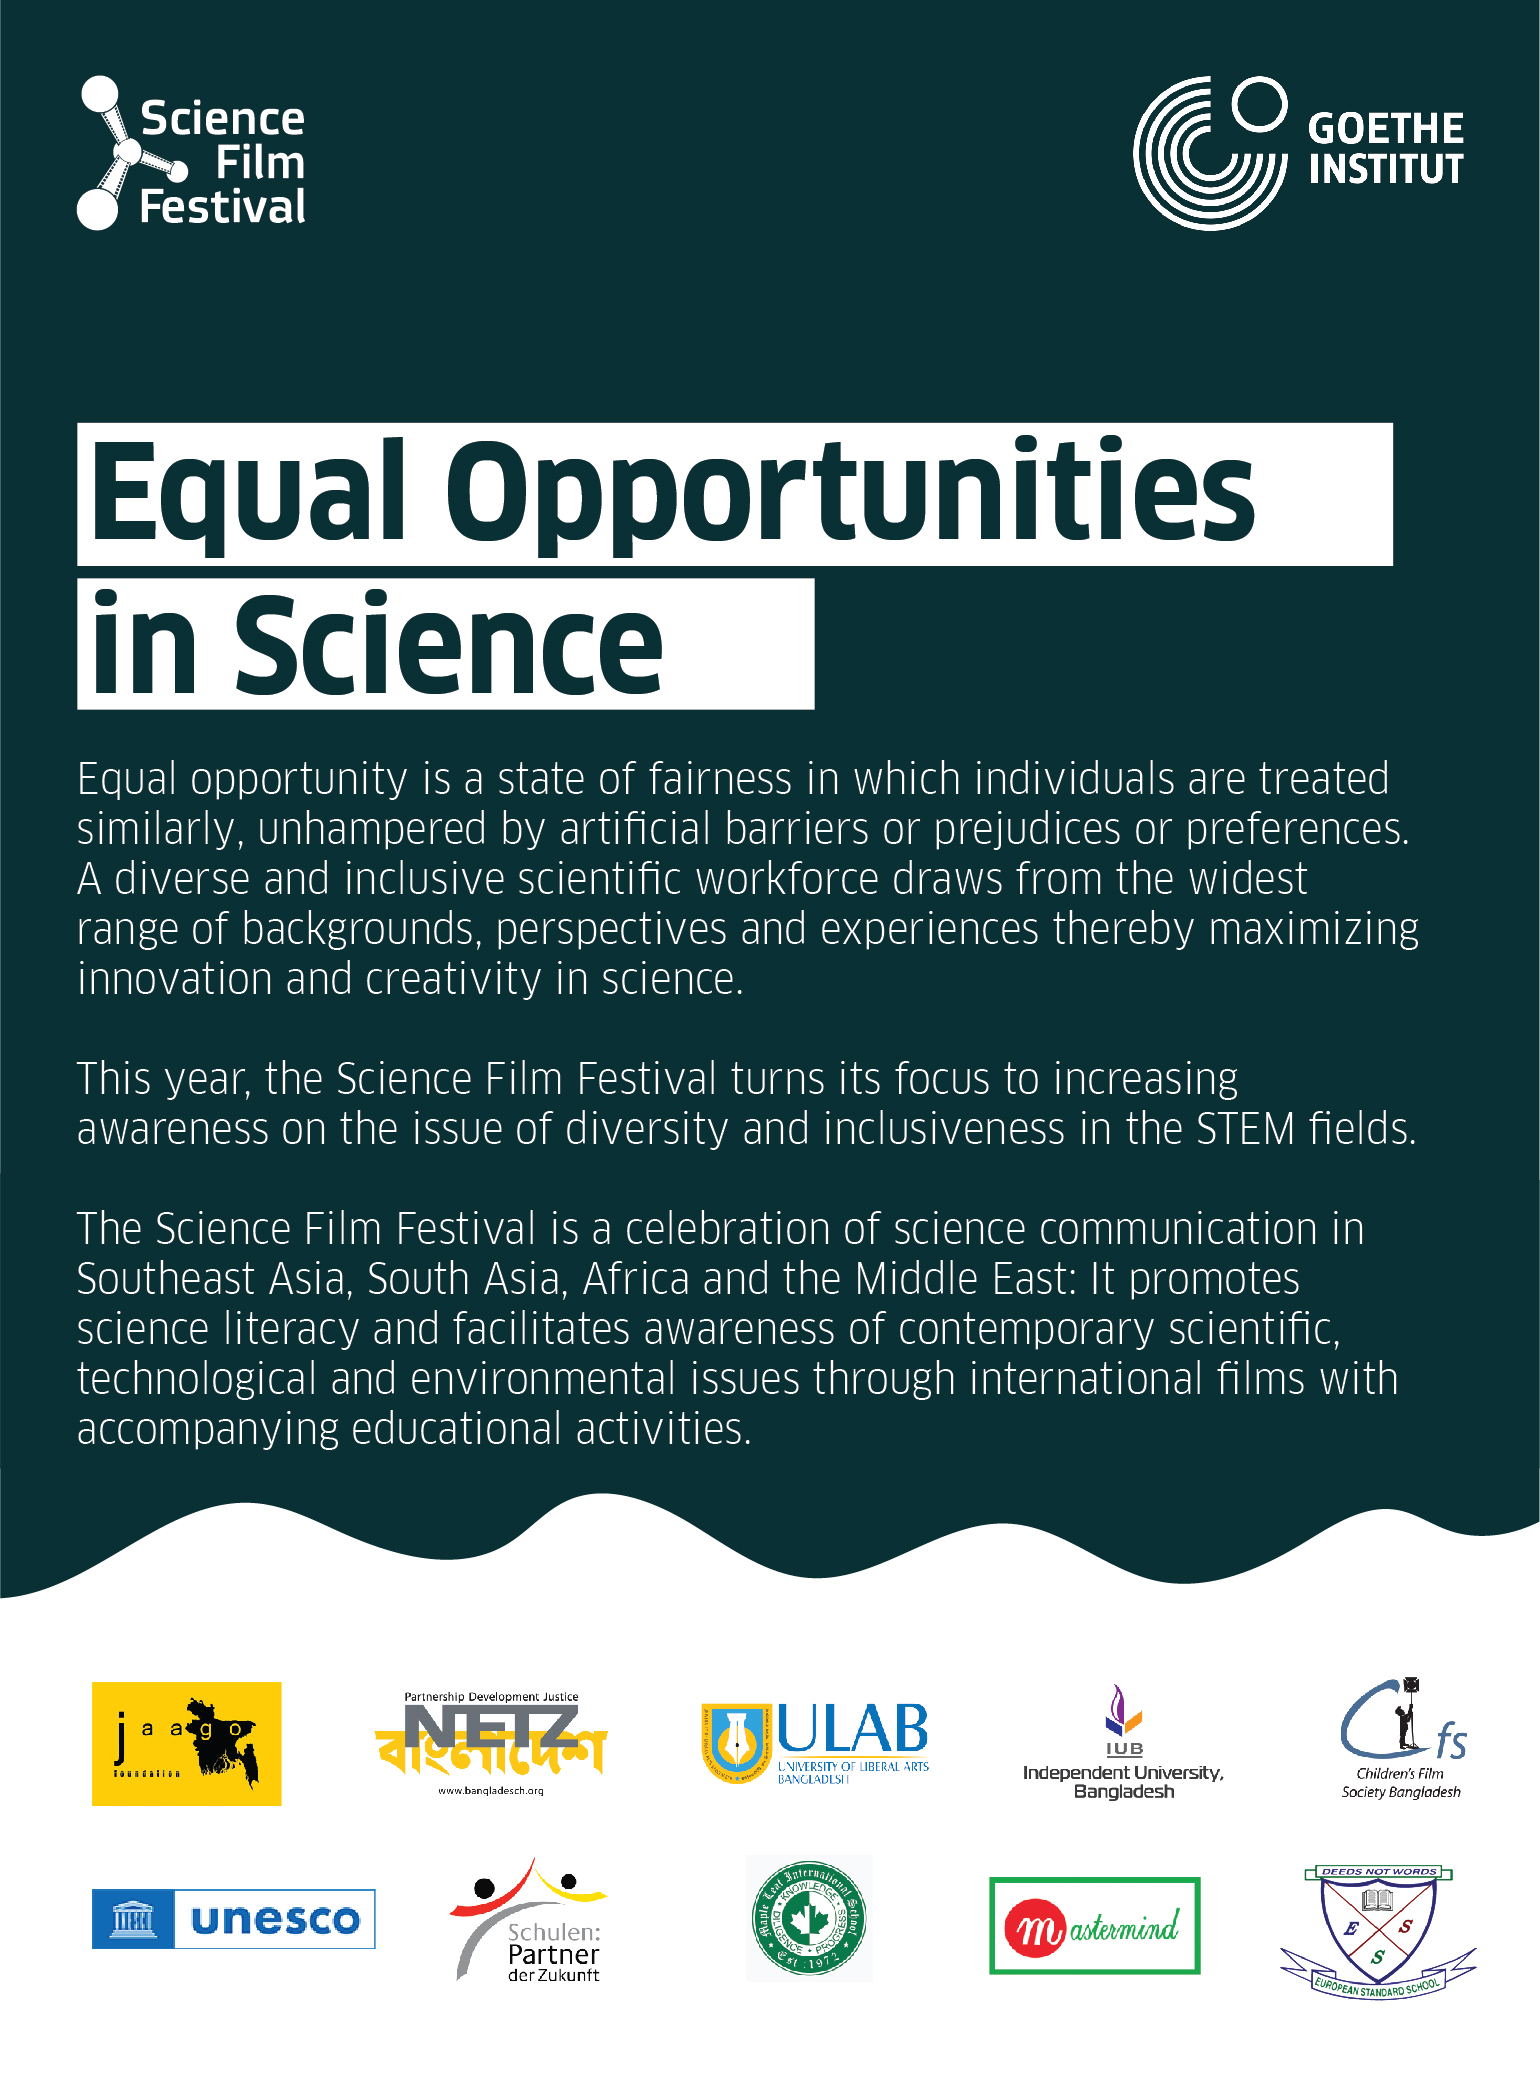 Science
Film
Festival
GOETHE
INSTITUT
Equal Opportunities
in Science
Equal opportunity is a state of fairness in which individuals are treated
similarly, unhampered by artificial barriers or prejudices or preferences.
A diverse and inclusive scientific workforce draws from the widest
range of backgrounds, perspectives and experiences thereby maximizing
innovation and creativity in science.
This year, the Science Film Festival turns its focus to increasing
awareness on the issue of diversity and inclusiveness in the STEM fields.
The Science Film Festival is a celebration of science communication in
Southeast Asia, South Asia, Africa and the Middle East: It promotes
science literacy and facilitates awareness of contemporary scientific,
technological and environmental issues through international films with
accompanying educational activities.
jaago
foundation
Partnership Development Justice
NETZ
বাংলাদেশ
www.bangladesch.org
ULAB
UNIVERSITY OF LIBERAL ARTS
BANGLADESH
IUB
Independent University,
Bangladesh
Cfs
Children's Film
Society Bangladesh
unesco
Schulen:
Partner
der Zukunft
Maple Leaf International School
KNOWLEDGE
DILIGENCE • PROGRESS
Est : 1972
mastermind
DEEDS NOT WORDS
E S
S
EUROPEAN STANDARD SCHOOL